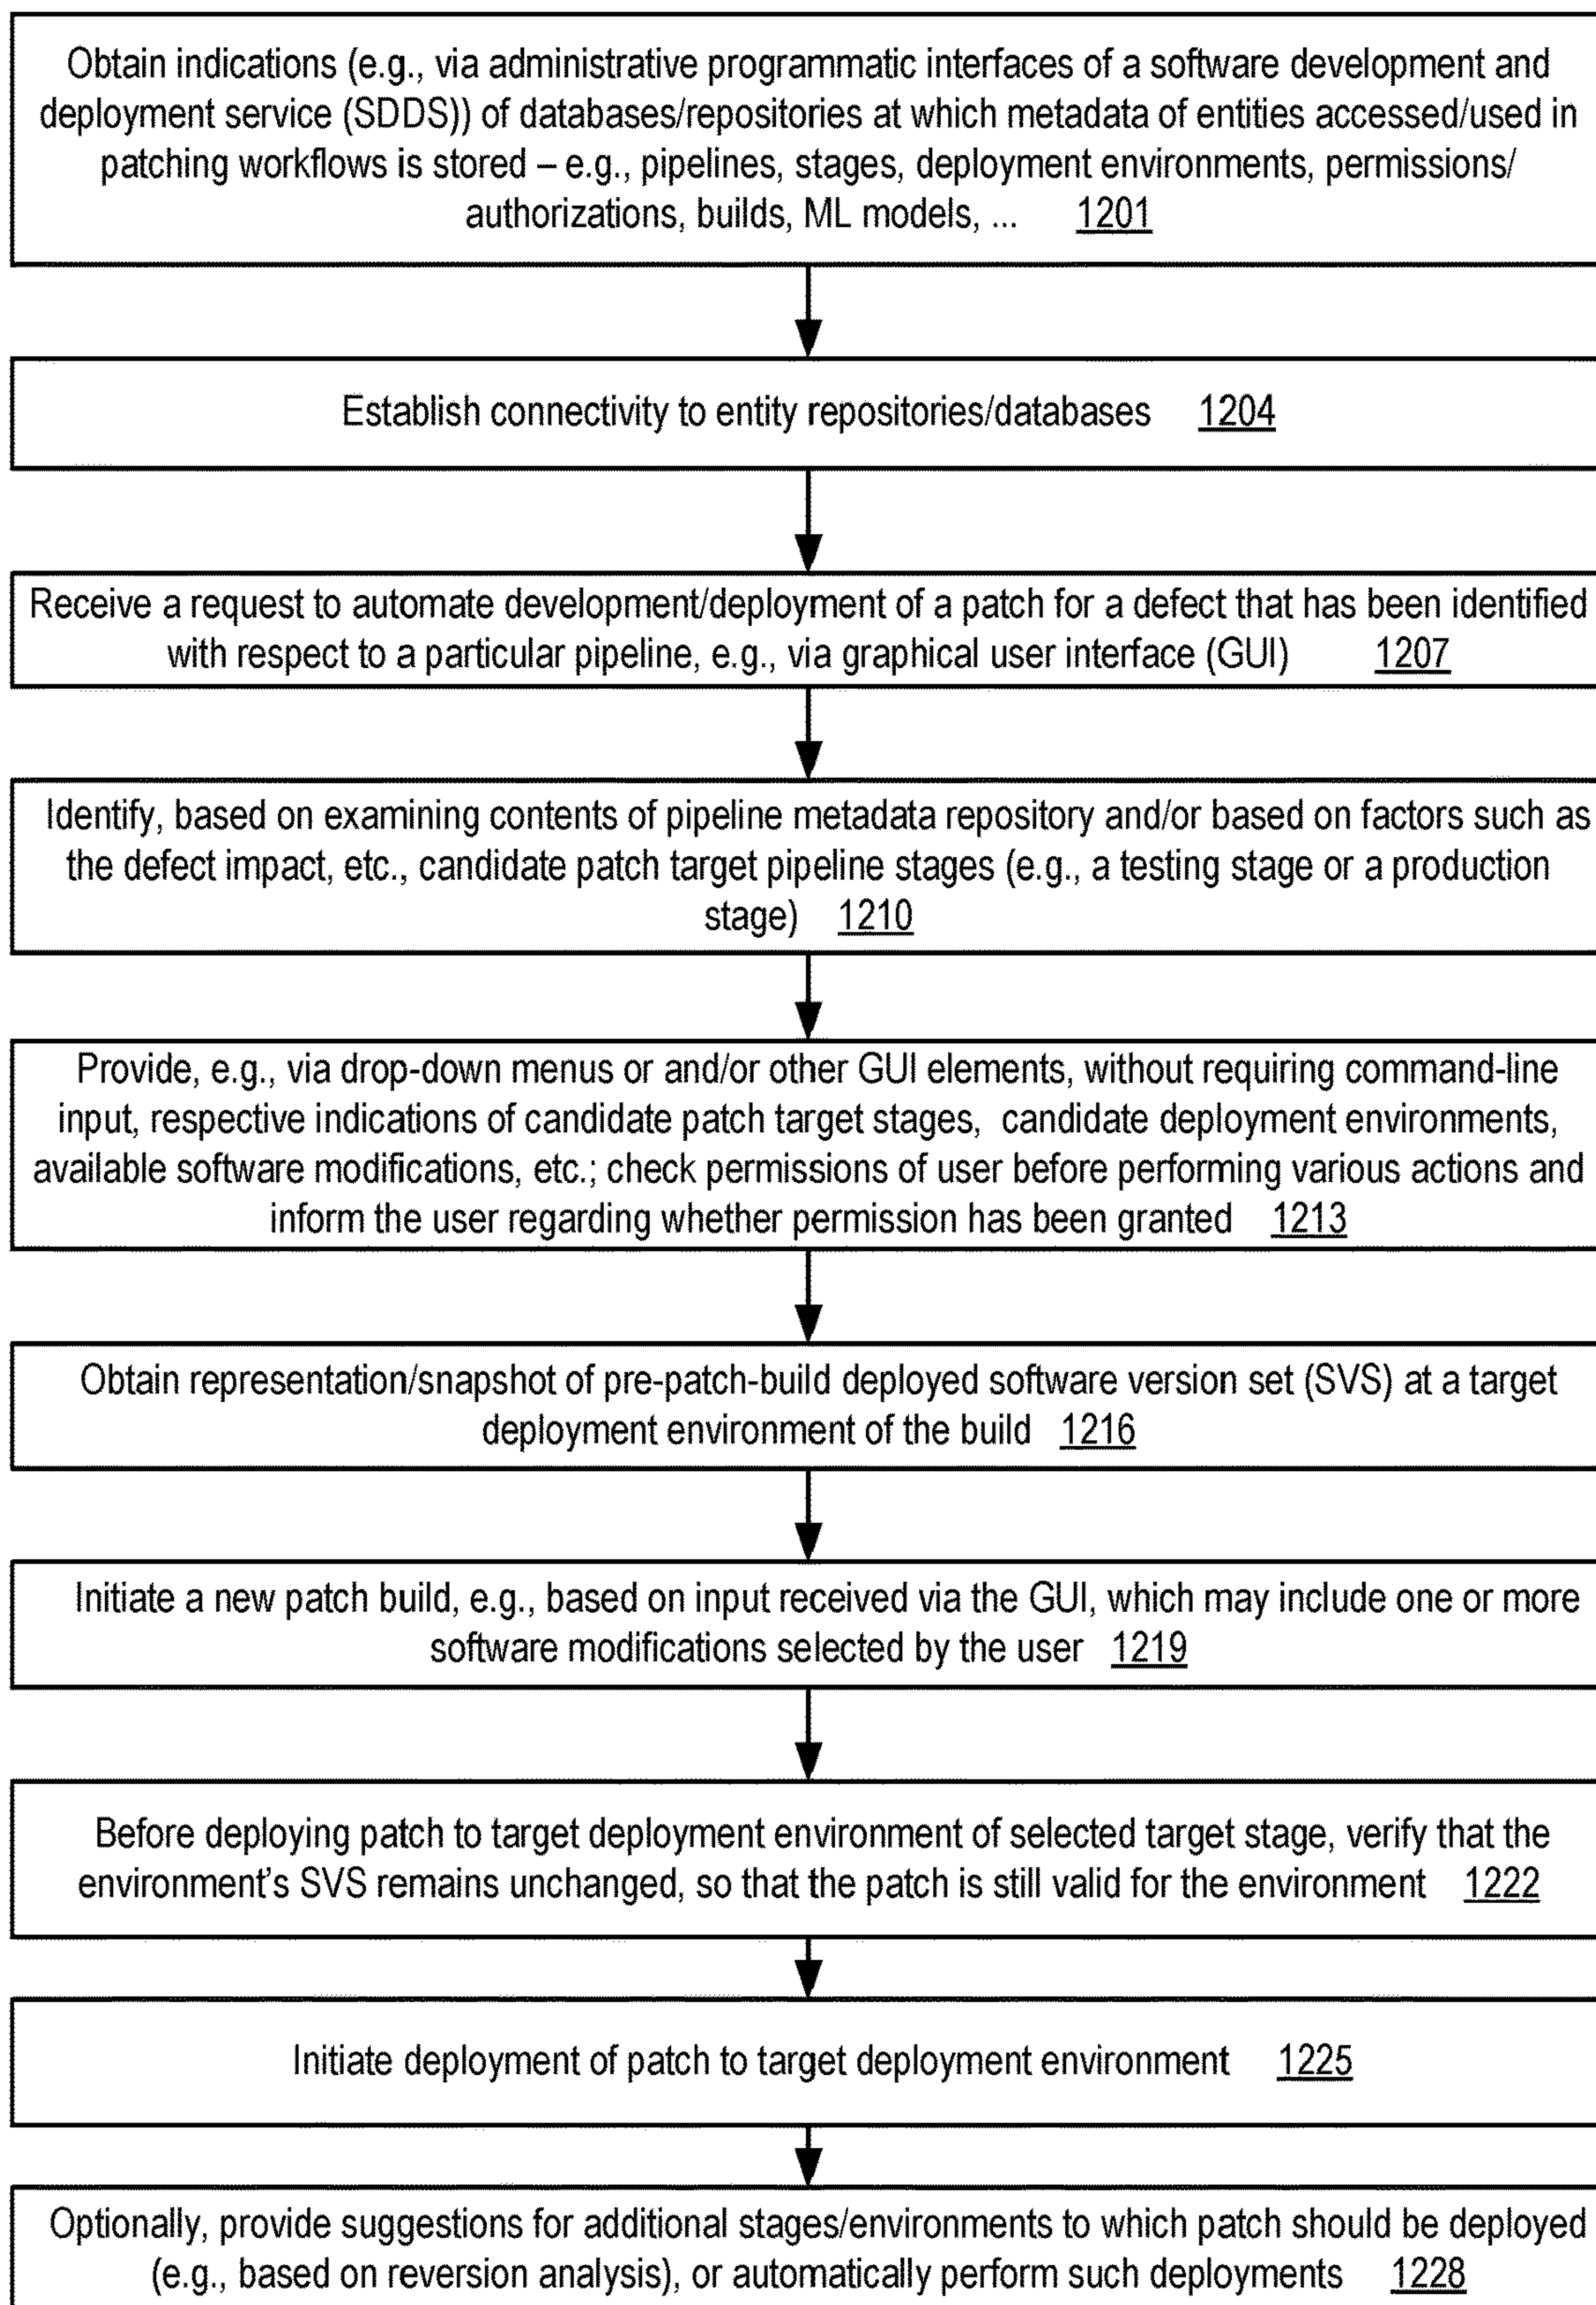 Obtain indications (e.g., via administrative programmatic interfaces of a software development and
deployment service (SDDS)) of databases/repositories at which metadata of entities accessed/used in
patching workflows is stored – e.g., pipelines, stages, deployment environments, permissions/
authorizations, builds, ML models, ... 1201
Establish connectivity to entity repositories/databases 1204
Receive a request to automate development/deployment of a patch for a defect that has been identified
with respect to a particular pipeline, e.g., via graphical user interface (GUI) 1207
Identify, based on examining contents of pipeline metadata repository and/or based on factors such as
the defect impact, etc., candidate patch target pipeline stages (e.g., a testing stage or a production
stage) 1210
Provide, e.g., via drop-down menus or and/or other GUI elements, without requiring command-line
input, respective indications of candidate patch target stages, candidate deployment environments,
available software modifications, etc.; check permissions of user before performing various actions and
inform the user regarding whether permission has been granted 1213
Obtain representation/snapshot of pre-patch-build deployed software version set (SVS) at a target
deployment environment of the build 1216
Initiate a new patch build, e.g., based on input received via the GUI, which may include one or more
software modifications selected by the user 1219
Before deploying patch to target deployment environment of selected target stage, verify that the
environment's SVS remains unchanged, so that the patch is still valid for the environment 1222
Initiate deployment of patch to target deployment environment 1225
Optionally, provide suggestions for additional stages/environments to which patch should be deployed
(e.g., based on reversion analysis), or automatically perform such deployments 1228